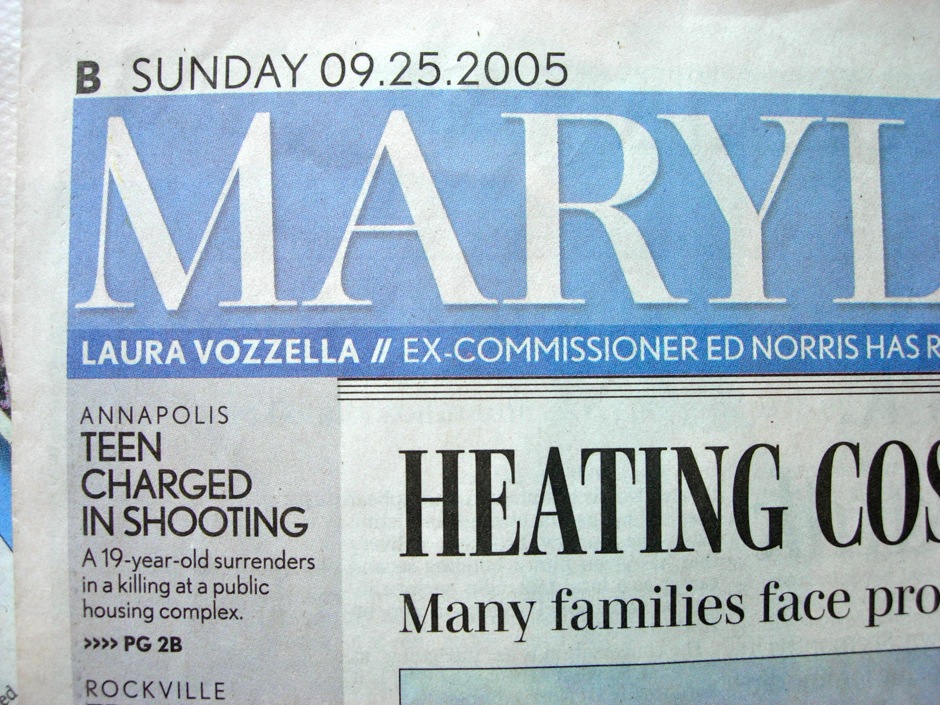 B SUNDAY 09.25.2005
MARYL
LAURA VOZZELLA // EX-COMMISSIONER ED NORRIS HAS R
ANNAPOLIS
TEEN
CHARGED
IN SHOOTING
A 19-year-old surrenders
in a killing at a public
housing complex.
>>>> PG 2B
ROCKVILLE
HEATING COS
Many families face pro
ed